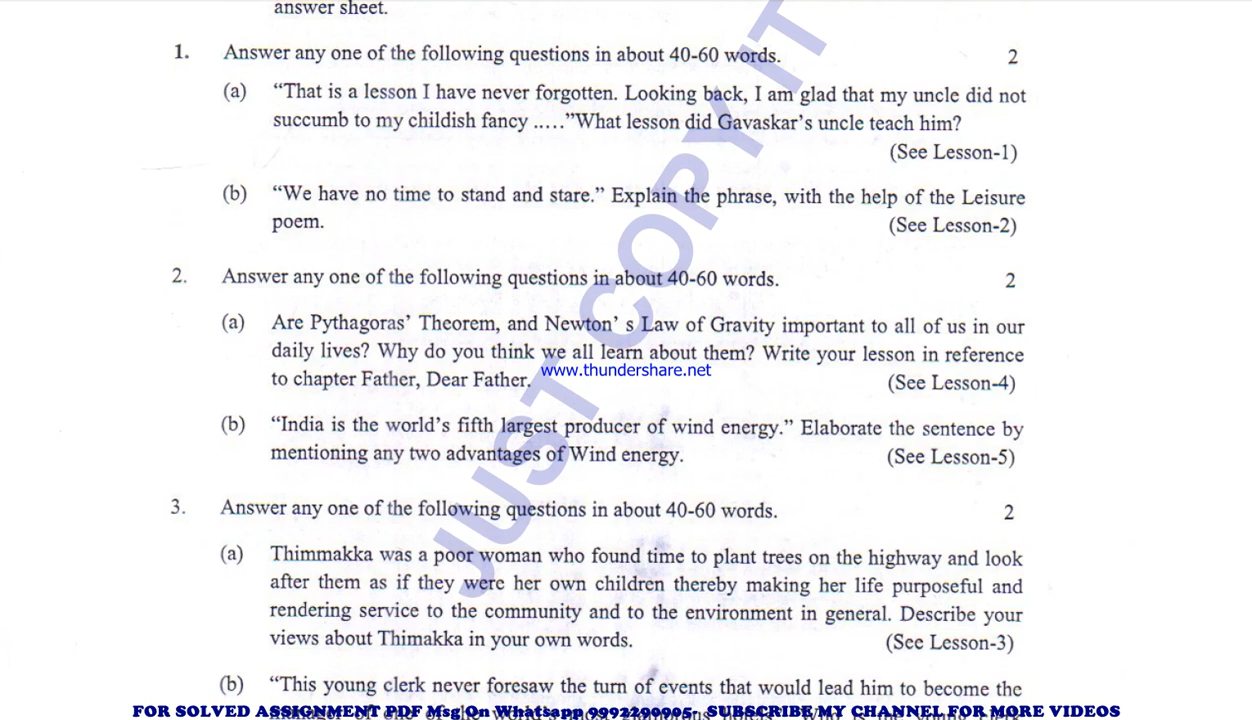 answer sheet.
1. Answer any one of the following questions in about 40-60 words. 2
(a) “That is a lesson I have never forgotten. Looking back, I am glad that my uncle did not
succumb to my childish fancy .....”What lesson did Gavaskar’s uncle teach him?
(See Lesson-1)
(b) “We have no time to stand and stare.” Explain the phrase, with the help of the Leisure
poem. (See Lesson-2)
2. Answer any one of the following questions in about 40-60 words. 2
(a) Are Pythagoras’ Theorem, and Newton’ s Law of Gravity important to all of us in our
daily lives? Why do you think we all learn about them? Write your lesson in reference
www.thundershare.net
to chapter Father, Dear Father. (See Lesson-4)
(b) “India is the world’s fifth largest producer of wind energy.” Elaborate the sentence by
mentioning any two advantages of Wind energy. (See Lesson-5)
3. Answer any one of the following questions in about 40-60 words. 2
(a) Thimmakka was a poor woman who found time to plant trees on the highway and look
after them as if they were her own children thereby making her life purposeful and
rendering service to the community and to the environment in general. Describe your
views about Thimakka in your own words. (See Lesson-3)
(b) “This young clerk never foresaw the turn of events that would lead him to become the
FOR SOLVED ASSIGNMENT PDF Msg On Whatsapp 9992299005, SUBSCRIBE MY CHANNEL FOR MORE VIDEOS
JUST COPY IT